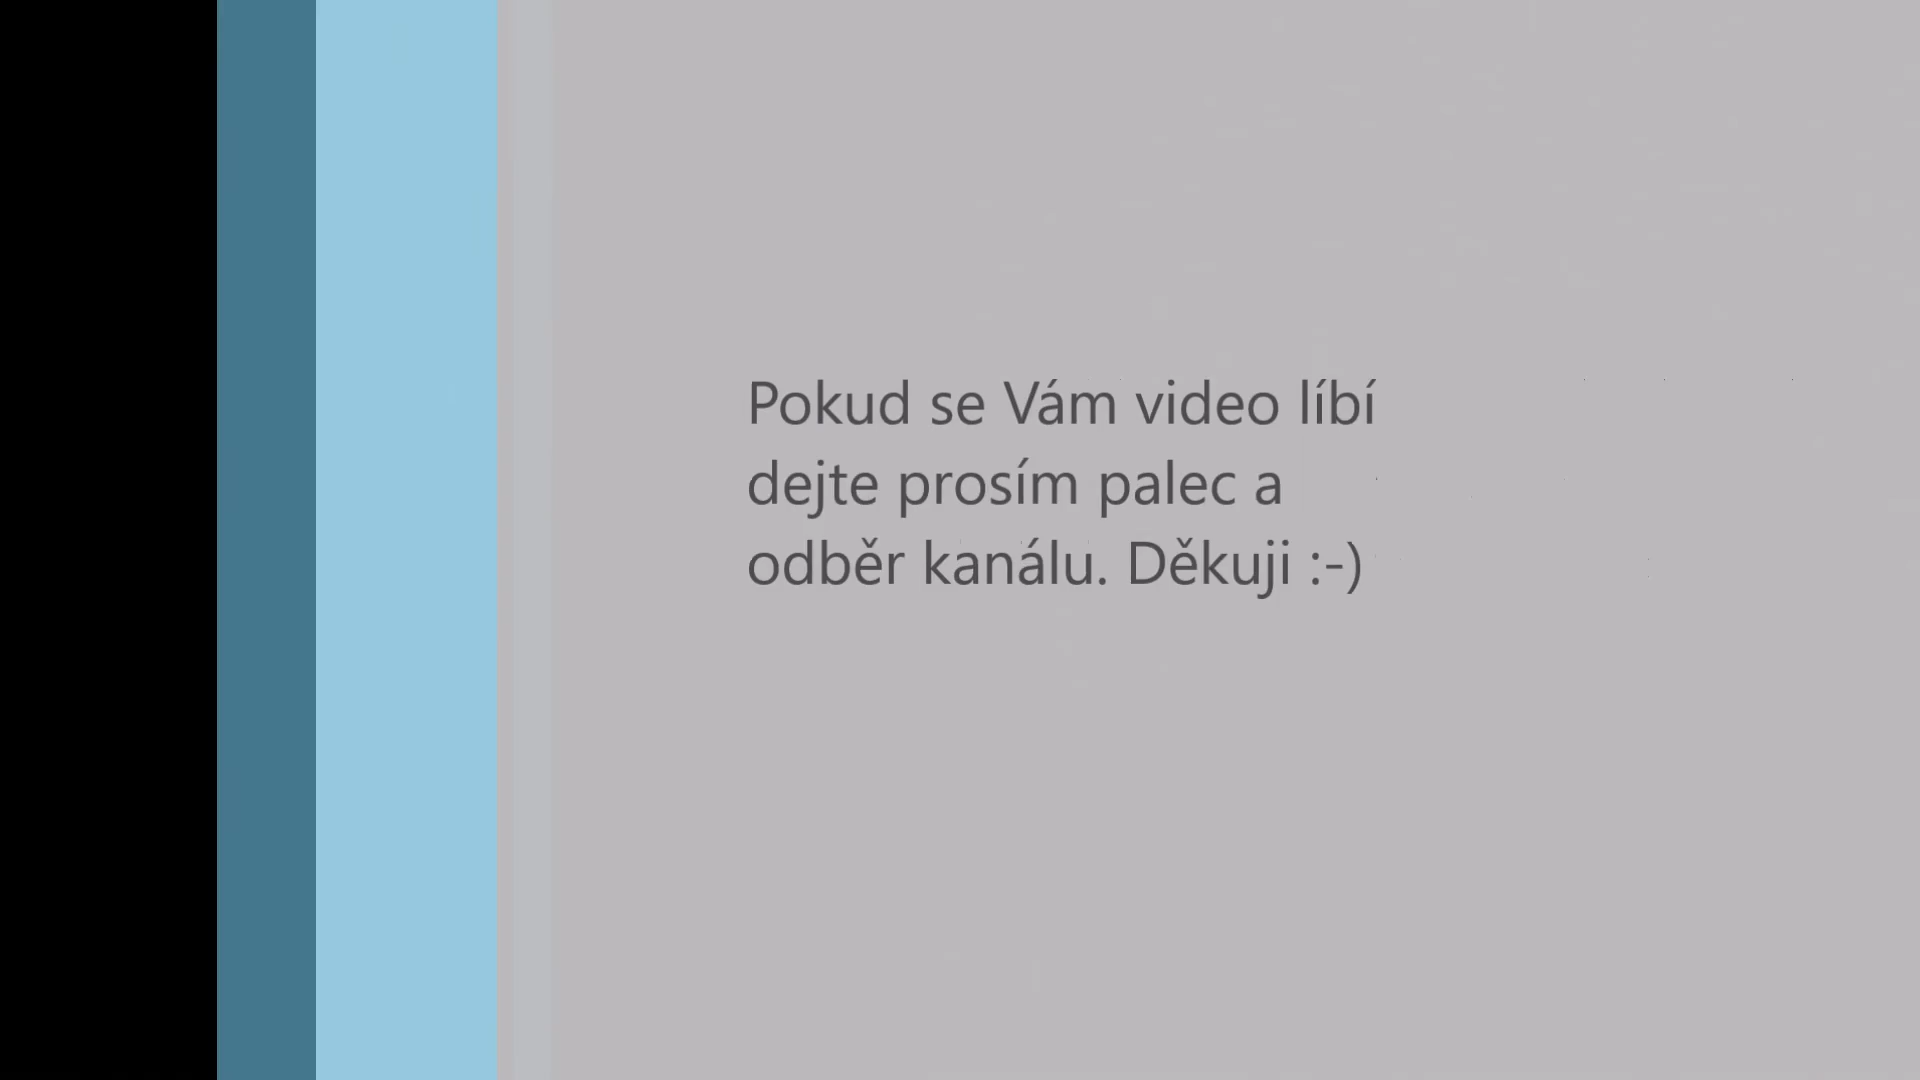 Pokud se Vám video líbí
dejte prosím palec a
odběr kanálu. Děkuji :-)